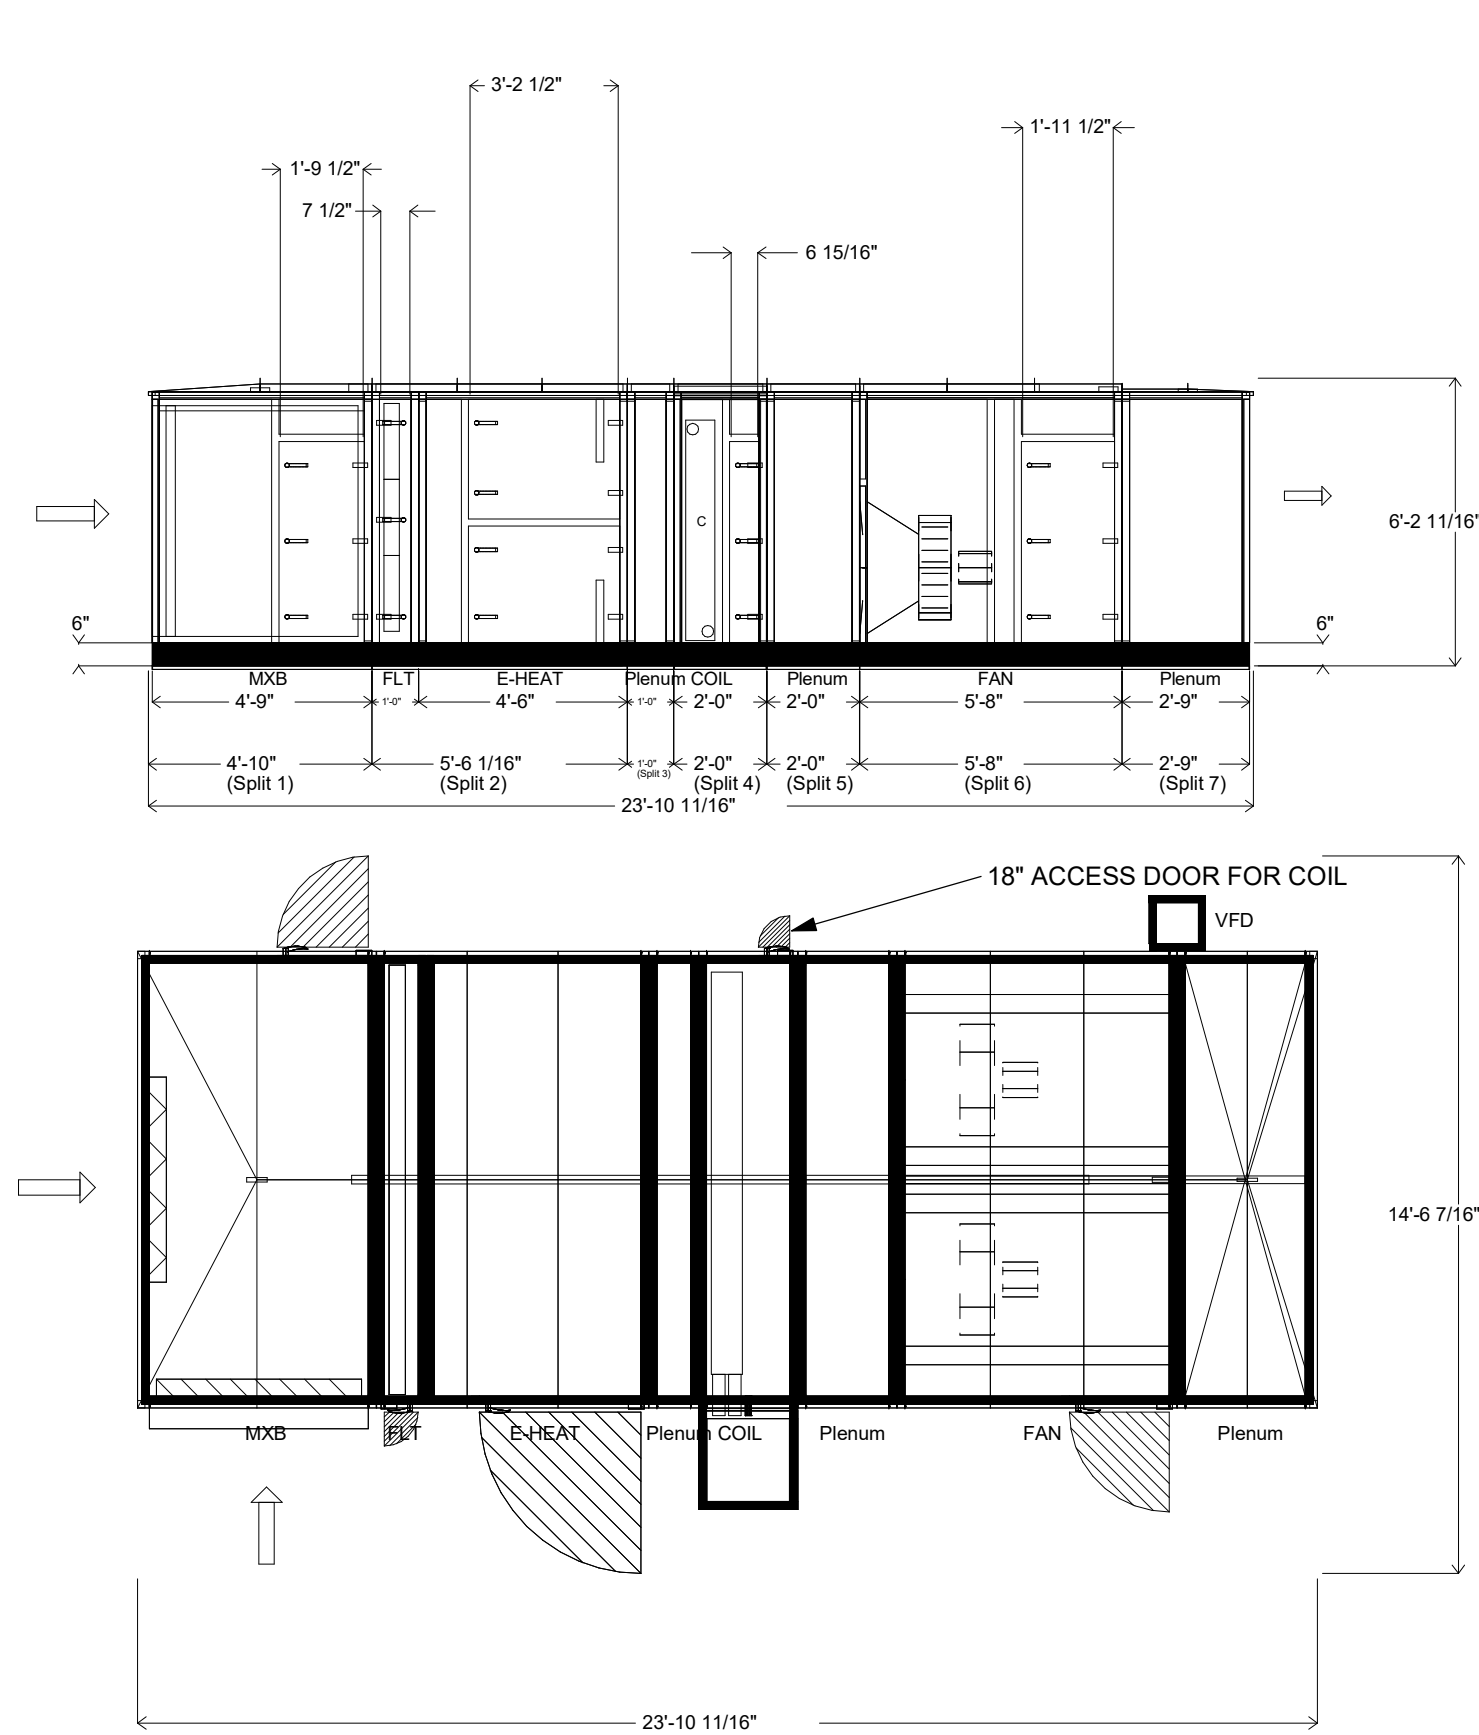 3'-2 1/2"
1'-11 1/2"
1'-9 1/2"
7 1/2"
6 15/16"
C
6'-2 11/16"
6"
6"
MXB FLT E-HEAT Plenum COIL Plenum FAN Plenum
4'-9" 1'-0" 4'-6" 1'-0" 2'-0" 2'-0" 5'-8" 2'-9"
4'-10" 5'-6 1/16" 1'-0" 2'-0" 2'-0" 5'-8" 2'-9"
(Split 1) (Split 2) (Split 3) (Split 4) (Split 5) (Split 6) (Split 7)
23'-10 11/16"
18" ACCESS DOOR FOR COIL
VFD
14'-6 7/16"
MXB FLT E-HEAT Plenum COIL Plenum FAN Plenum
23'-10 11/16"